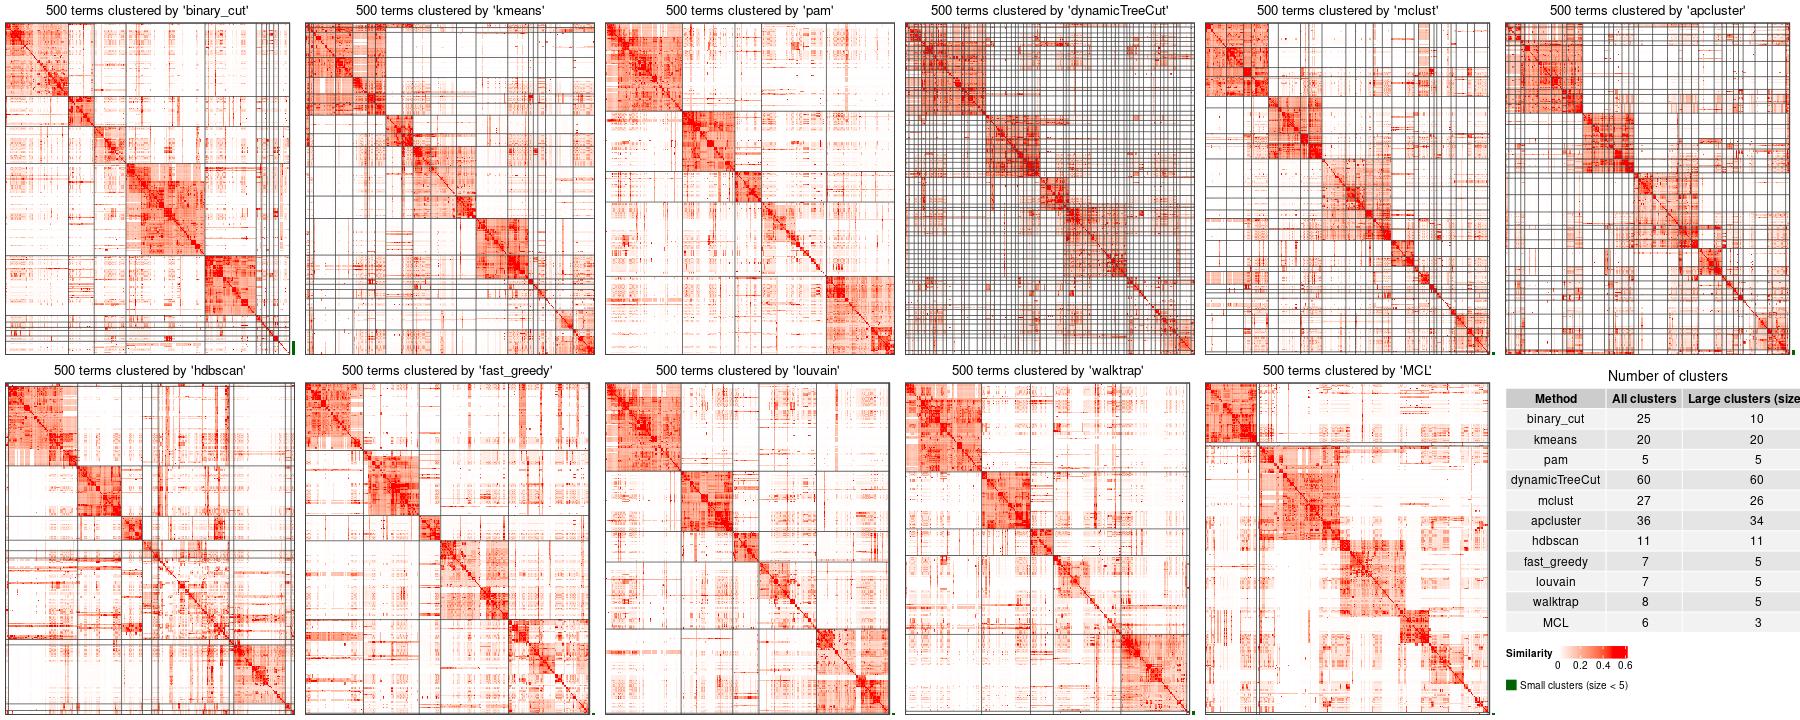 500 terms clustered by 'binary_cut'
500 terms clustered by 'kmeans'
500 terms clustered by 'pam'
500 terms clustered by 'dynamicTreeCut'
500 terms clustered by 'mclust'
500 terms clustered by 'apcluster'
500 terms clustered by 'hdbscan'
500 terms clustered by 'fast_greedy'
500 terms clustered by 'louvain'
500 terms clustered by 'walktrap'
500 terms clustered by 'MCL'
Number of clusters
Method All clusters Large clusters (size
binary_cut 25 10
kmeans 20 20
pam 5 5
dynamicTreeCut 60 60
mclust 27 26
apcluster 36 34
hdbscan 11 11
fast_greedy 7 5
louvain 7 5
walktrap 8 5
MCL 6 3
Similarity
0 0.2 0.4 0.6
Small clusters (size < 5)